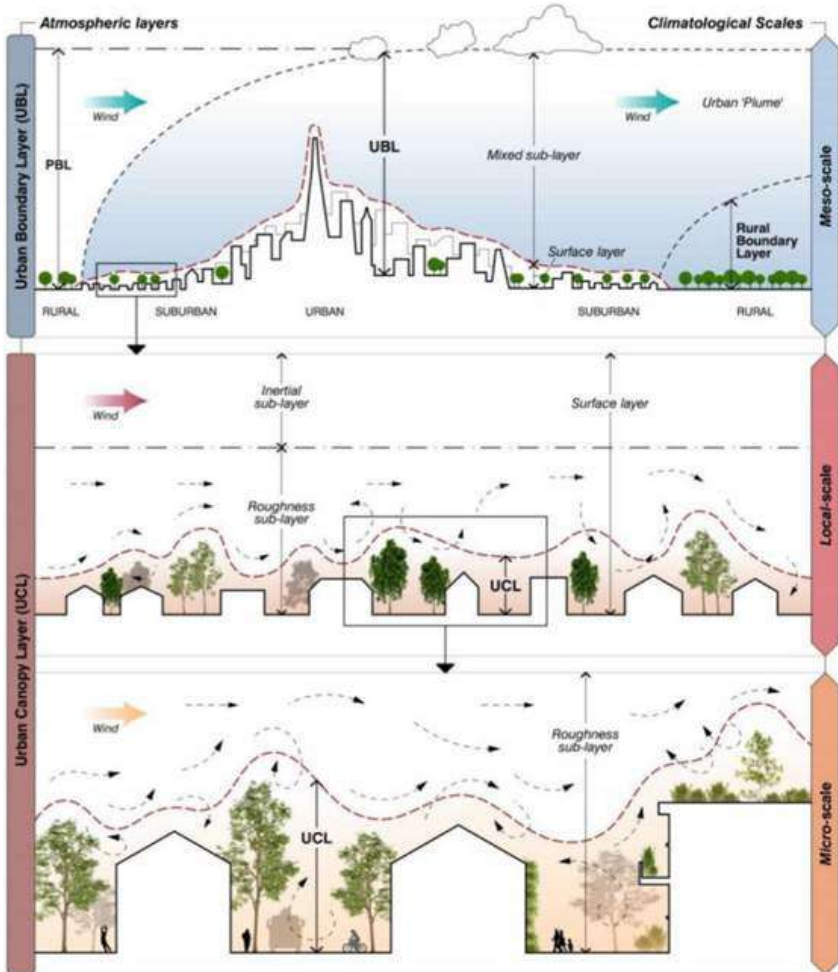 Atmospheric layers
Climatological Scales
Urban Boundary Layer (UBL)
Wind
PBL
UBL
Mixed sub-layer
Wind
Urban 'Plume'
Surface layer
Rural
Boundary
Layer
RURAL
SUBURBAN
URBAN
SUBURBAN
RURAL
Meso-scale
Urban Canopy Layer (UCL)
Wind
Inertial
sub-layer
Surface layer
Roughness
sub-layer
UCL
Local-scale
Wind
Roughness
sub-layer
UCL
Micro-scale